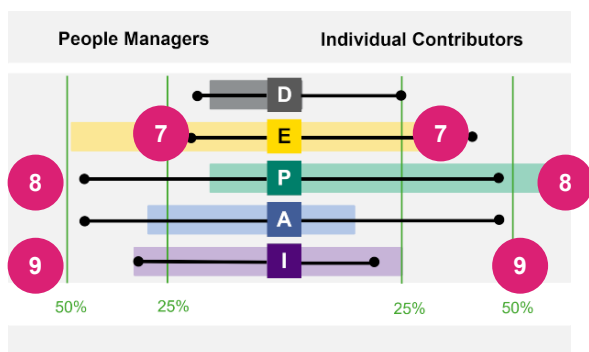 People Managers Individual Contributors
D
7 E 7
8 P 8
A
9 I 9
50% 25% 25% 50%